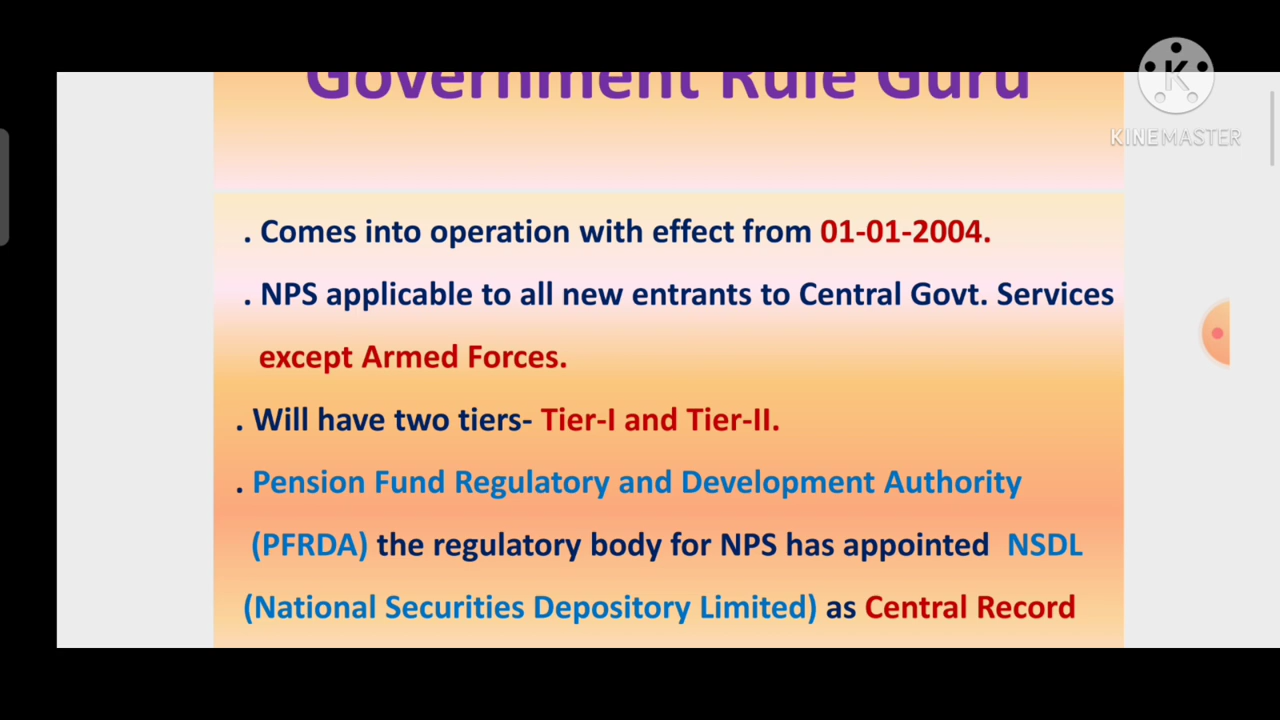 Government Rule Guru
KINEMASTER
. Comes into operation with effect from 01-01-2004.
. NPS applicable to all new entrants to Central Govt. Services
except Armed Forces.
. Will have two tiers- Tier-I and Tier-II.
. Pension Fund Regulatory and Development Authority
(PFRDA) the regulatory body for NPS has appointed NSDL
(National Securities Depository Limited) as Central Record